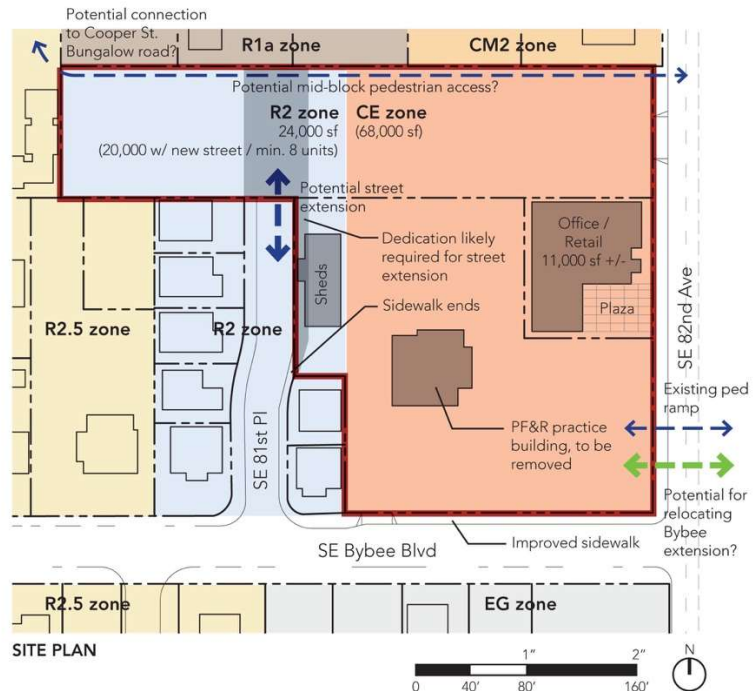 Potential connection
to Cooper St.
Bungalow road?
R1a zone
CM2 zone
Potential mid-block pedestrian access?
R2 zone
24,000 sf
(20,000 w/ new street / min. 8 units)
CE zone
(68,000 sf)
Potential street
extension
Dedication likely
required for street
extension
Office /
Retail
11,000 sf +/-
Sheds
Plaza
SE 82nd Ave
Sidewalk ends
R2.5 zone
R2 zone
SE 81st Pl
PF&R practice
building, to be
removed
Existing ped
ramp
Potential for
relocating
Bybee
extension?
SE Bybee Blvd
Improved sidewalk
R2.5 zone
EG zone
SITE PLAN
1"
2"
N
0
40'
80'
160'